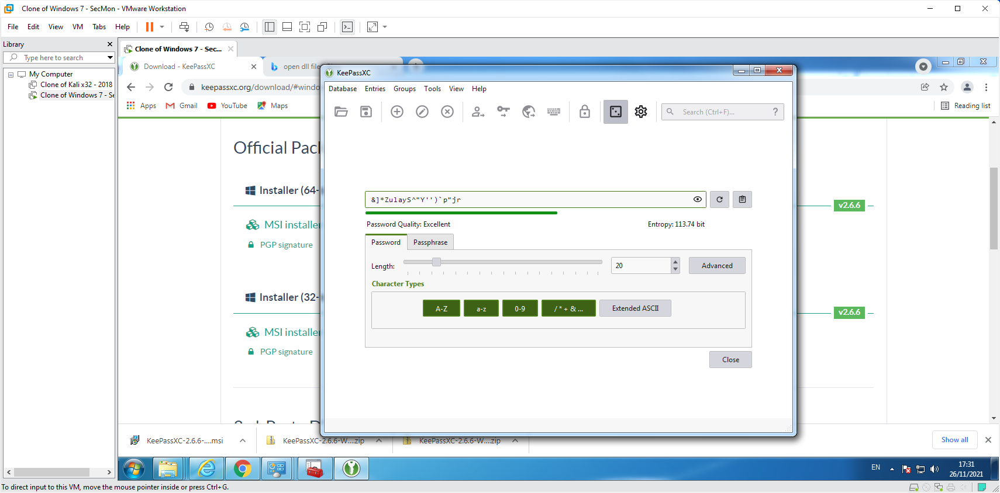 Clone of Windows 7 - SecMon - VMware Workstation
File Edit View VM Tabs Help
Library
Type here to search
My Computer
Clone of Kali x32 - 2018
Clone of Windows 7 - Se
Clone of Windows 7 - Sec...
Download - KeePassXC
open dll file
keepassxc.org/download/#windo
Apps Gmail YouTube Maps
Reading list
Official Pac
Installer (64-
v2.6.6
MSI installe
PGP signature
Installer (32-
v2.6.6
MSI installe
PGP signature
KeePassXC
Database Entries Groups Tools View Help
Search (Ctrl+F)... ?
&]*ZulayS^"Y'')`p"jr
Password Quality: Excellent
Entropy: 113.74 bit
Password Passphrase
Length:
20
Advanced
Character Types
A-Z a-z 0-9 / * + & ... Extended ASCII
Close
KeePassXC-2.6.6-....msi
KeePassXC-2.6.6-W....zip
KeePassXC-2.6.6-W....zip
Show all
EN
17:31
26/11/2021
To direct input to this VM, move the mouse pointer inside or press Ctrl+G.